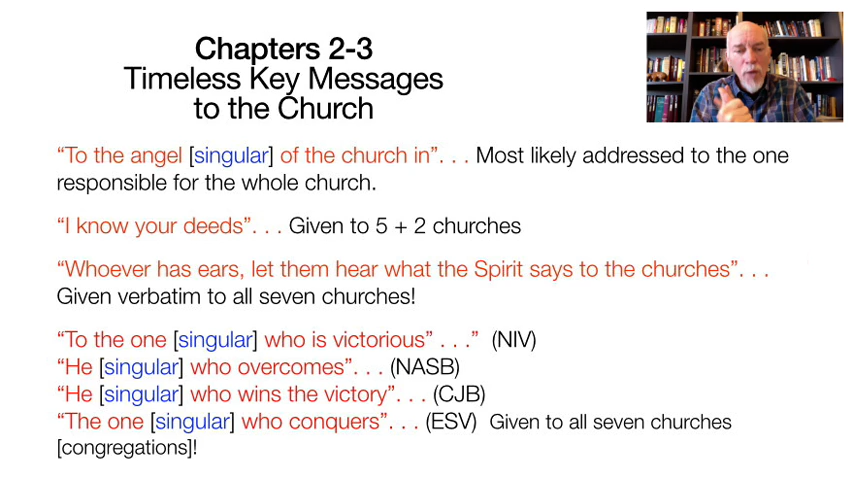 Chapters 2-3
Timeless Key Messages
to the Church
“To the angel [singular] of the church in”. . . Most likely addressed to the one
responsible for the whole church.
“I know your deeds”. . . Given to 5 + 2 churches
“Whoever has ears, let them hear what the Spirit says to the churches”. . .
Given verbatim to all seven churches!
“To the one [singular] who is victorious” . . .” (NIV)
“He [singular] who overcomes”. . . (NASB)
“He [singular] who wins the victory”. . . (CJB)
“The one [singular] who conquers”. . . (ESV) Given to all seven churches
[congregations]!